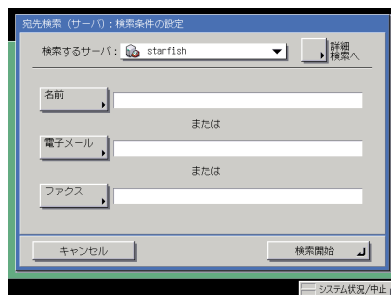 宛先検索（サーバ）：検索条件の設定
検索するサーバ： starfish
詳細
検索へ
名前
または
電子メール
または
ファクス
キャンセル
検索開始
システム状況/中止